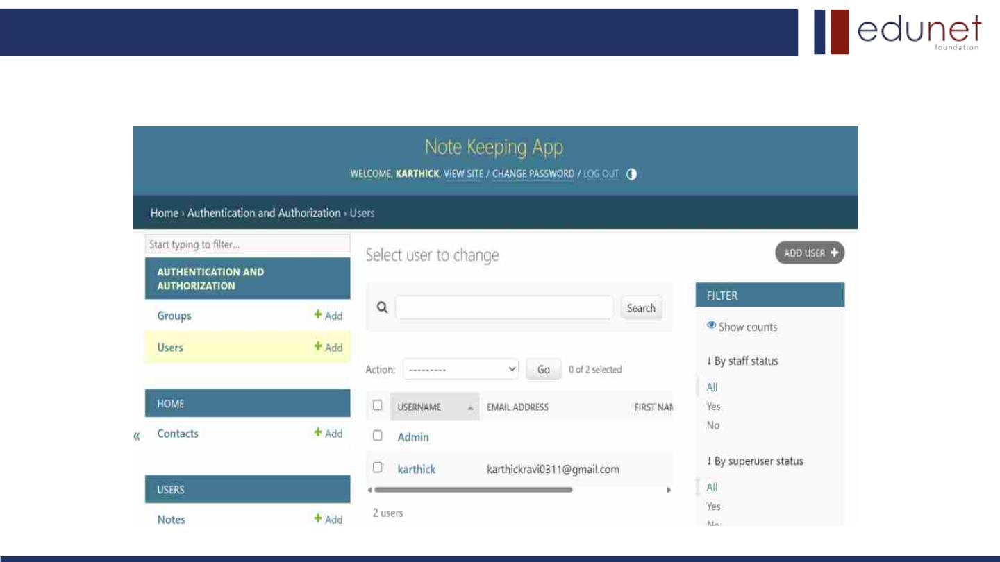 edunet
foundation
Note Keeping App
WELCOME, KARTHICK. VIEW SITE / CHANGE PASSWORD / LOG OUT
Home › Authentication and Authorization › Users
Start typing to filter...
AUTHENTICATION AND
AUTHORIZATION
Groups + Add
Users + Add
HOME
« Contacts + Add
USERS
Notes + Add
Select user to change
ADD USER +
Search
Action: --------- Go 0 of 2 selected
USERNAME EMAIL ADDRESS FIRST NAM
Admin
karthick karthickravi0311@gmail.com
2 users
FILTER
Show counts
↓ By staff status
All
Yes
No
↓ By superuser status
All
Yes
No